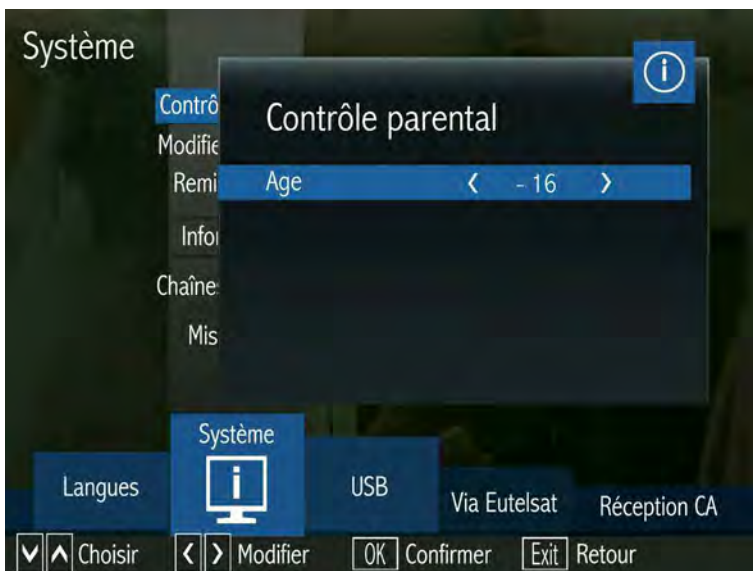 Système
Contrôle parental
Contrô
Modifie
Remi
Age < - 16 >
Infor
Chaînes
Mis
Système
Langues
USB
Via Eutelsat
Réception CA
Choisir < > Modifier OK Confirmer Exit Retour